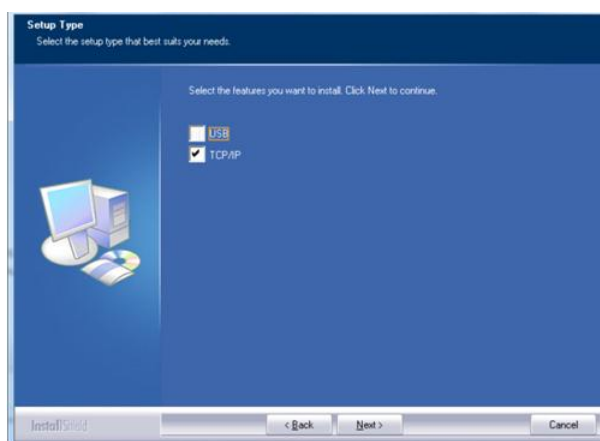 Setup Type
Select the setup type that best suits your needs.
Select the features you want to install. Click Next to continue.
USB
TCP/IP
InstallShield
< Back Next > Cancel